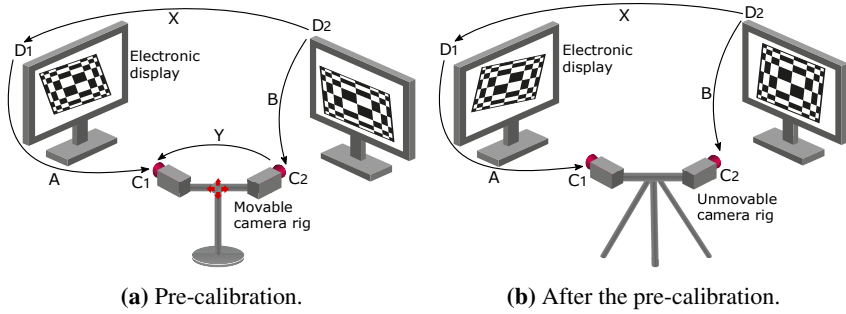 X
D1
D2
Electronic
display
B
Y
A
C1
C2
Movable
camera rig
(a) Pre-calibration.
X
D1
D2
Electronic
display
B
A
C1
C2
Unmovable
camera rig
(b) After the pre-calibration.